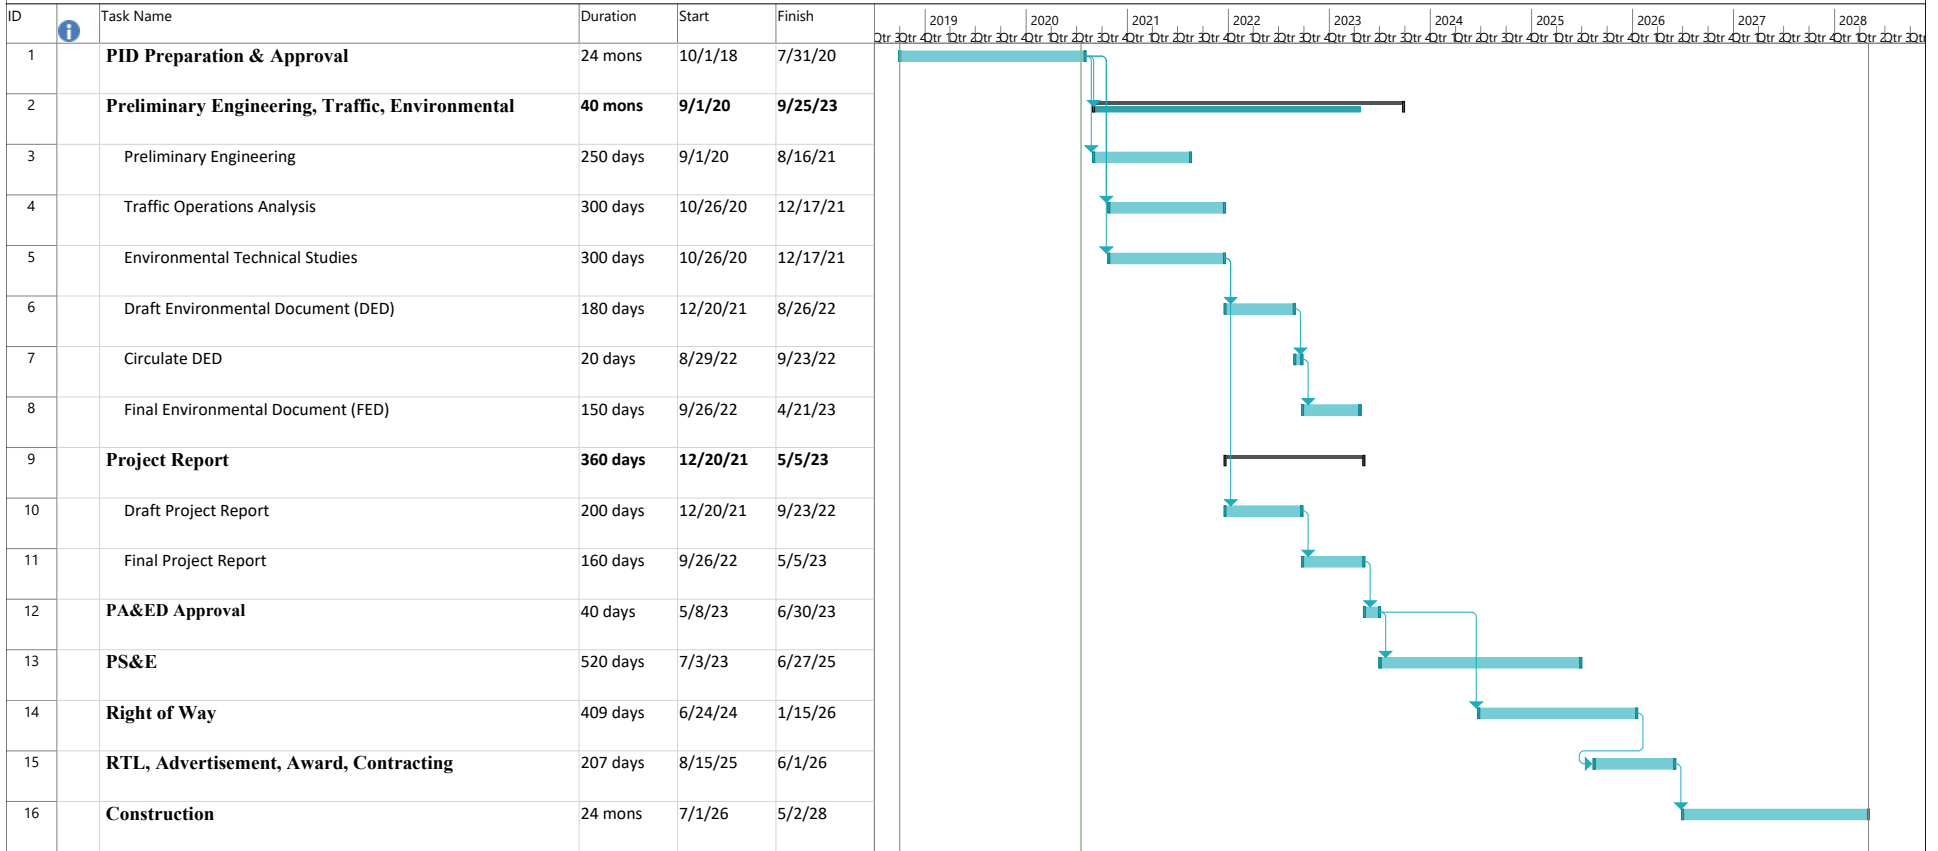 ID Task Name Duration Start Finish
2019 2020 2021 2022 2023 2024 2025 2026 2027 2028
1 PID Preparation & Approval 24 mons 10/1/18 7/31/20
2 Preliminary Engineering, Traffic, Environmental 40 mons 9/1/20 9/25/23
3 Preliminary Engineering 250 days 9/1/20 8/16/21
4 Traffic Operations Analysis 300 days 10/26/20 12/17/21
5 Environmental Technical Studies 300 days 10/26/20 12/17/21
6 Draft Environmental Document (DED) 180 days 12/20/21 8/26/22
7 Circulate DED 20 days 8/29/22 9/23/22
8 Final Environmental Document (FED) 150 days 9/26/22 4/21/23
9 Project Report 360 days 12/20/21 5/5/23
10 Draft Project Report 200 days 12/20/21 9/23/22
11 Final Project Report 160 days 9/26/22 5/5/23
12 PA&ED Approval 40 days 5/8/23 6/30/23
13 PS&E 520 days 7/3/23 6/27/25
14 Right of Way 409 days 6/24/24 1/15/26
15 RTL, Advertisement, Award, Contracting 207 days 8/15/25 6/1/26
16 Construction 24 mons 7/1/26 5/2/28